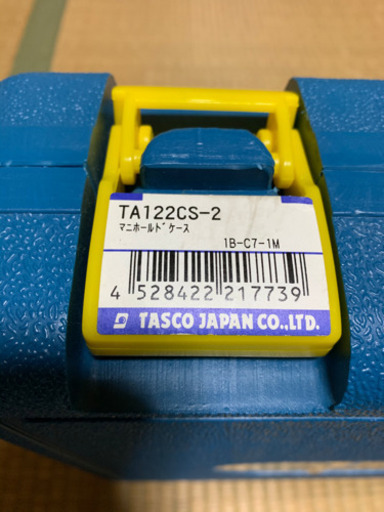 TA122CS-2
ﾏﾆﾎｰﾙﾄﾞｹｰｽ
1B-C7-1M
4 528422 217739
TASCO JAPAN CO.,LTD.